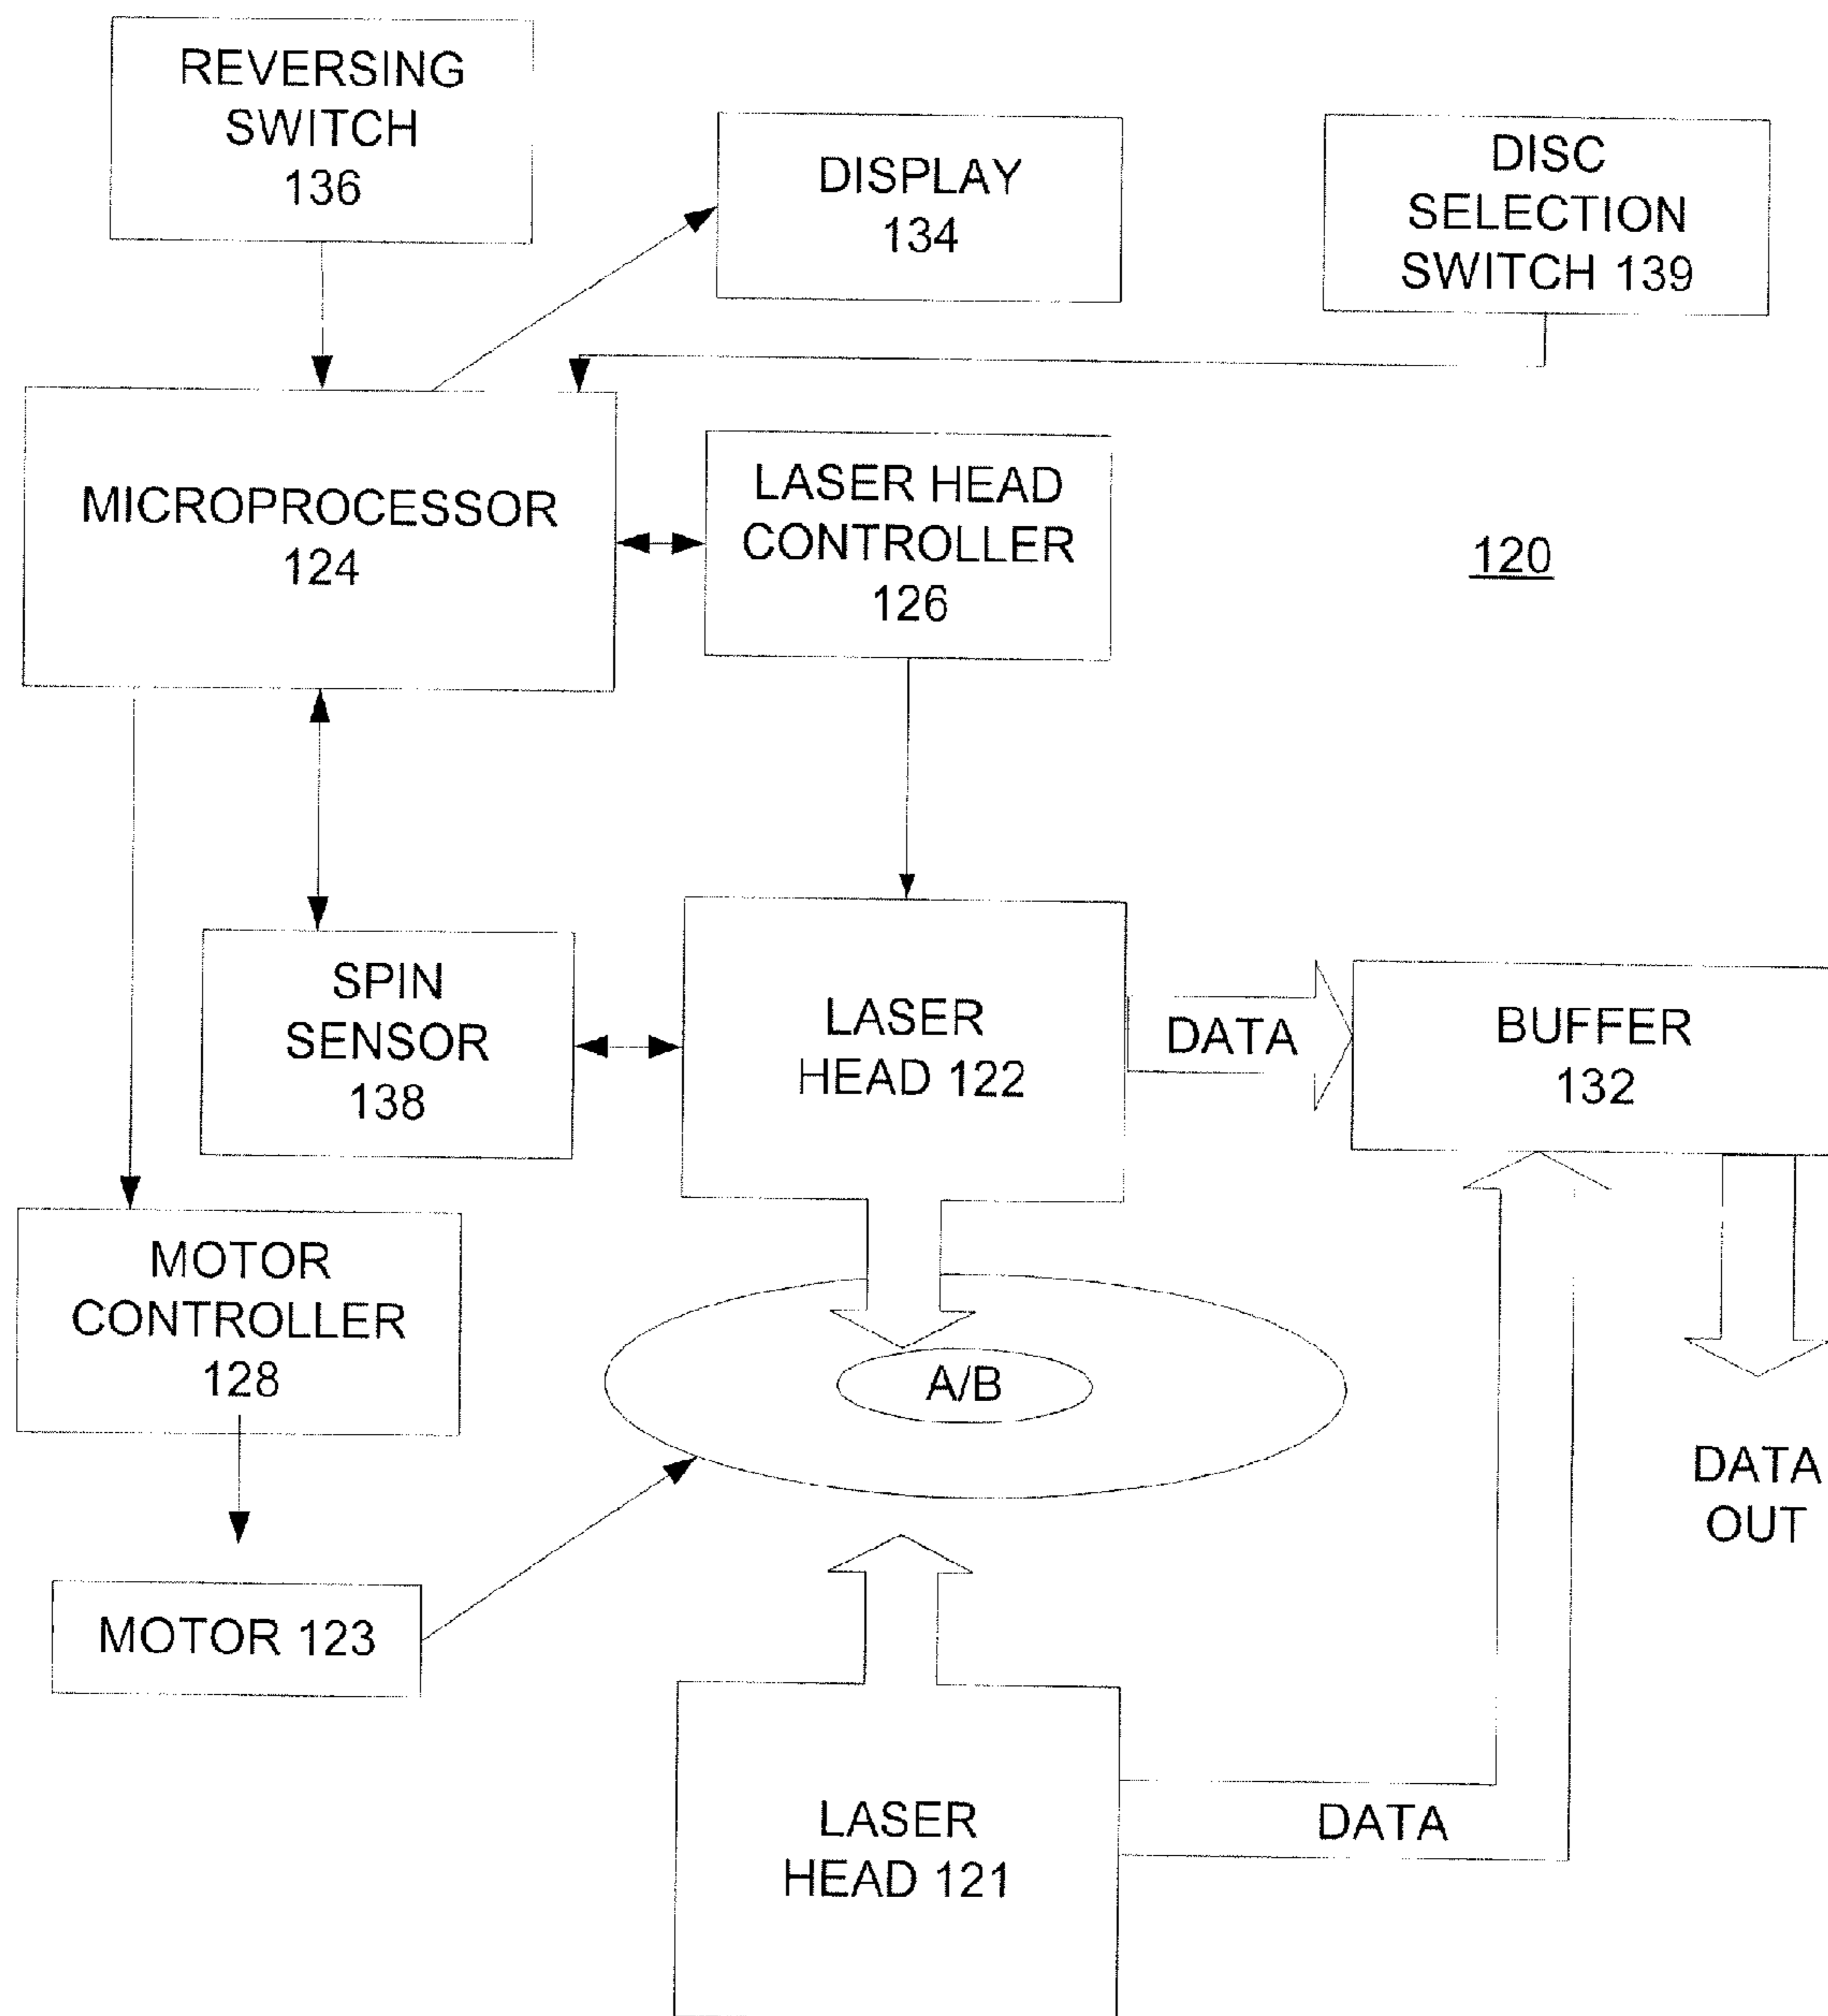 REVERSING
SWITCH
136
DISPLAY
134
DISC
SELECTION
SWITCH 139
MICROPROCESSOR
124
LASER HEAD
CONTROLLER
126
120
SPIN
SENSOR
138
LASER
HEAD 122
DATA
BUFFER
132
MOTOR
CONTROLLER
128
A/B
DATA
OUT
MOTOR 123
LASER
HEAD 121
DATA